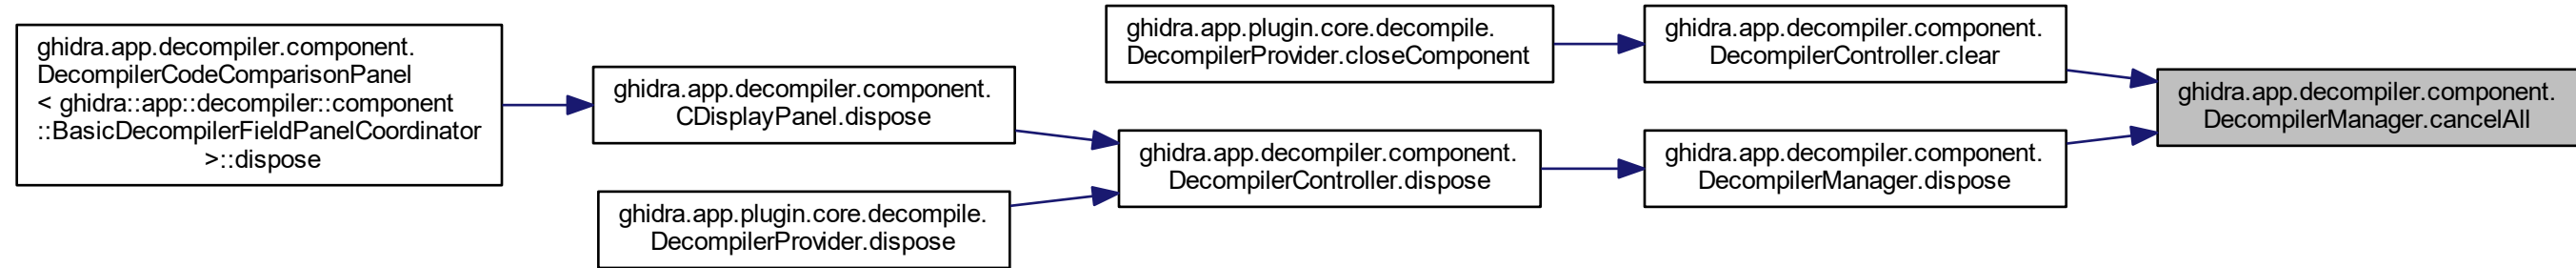 ghidra.app.decompiler.component.
DecompilerCodeComparisonPanel
< ghidra::app::decompiler::component
::BasicDecompilerFieldPanelCoordinator
>::dispose
ghidra.app.decompiler.component.
CDisplayPanel.dispose
ghidra.app.plugin.core.decompile.
DecompilerProvider.dispose
ghidra.app.plugin.core.decompile.
DecompilerProvider.closeComponent
ghidra.app.decompiler.component.
DecompilerController.dispose
ghidra.app.decompiler.component.
DecompilerController.clear
ghidra.app.decompiler.component.
DecompilerManager.dispose
ghidra.app.decompiler.component.
DecompilerManager.cancelAll